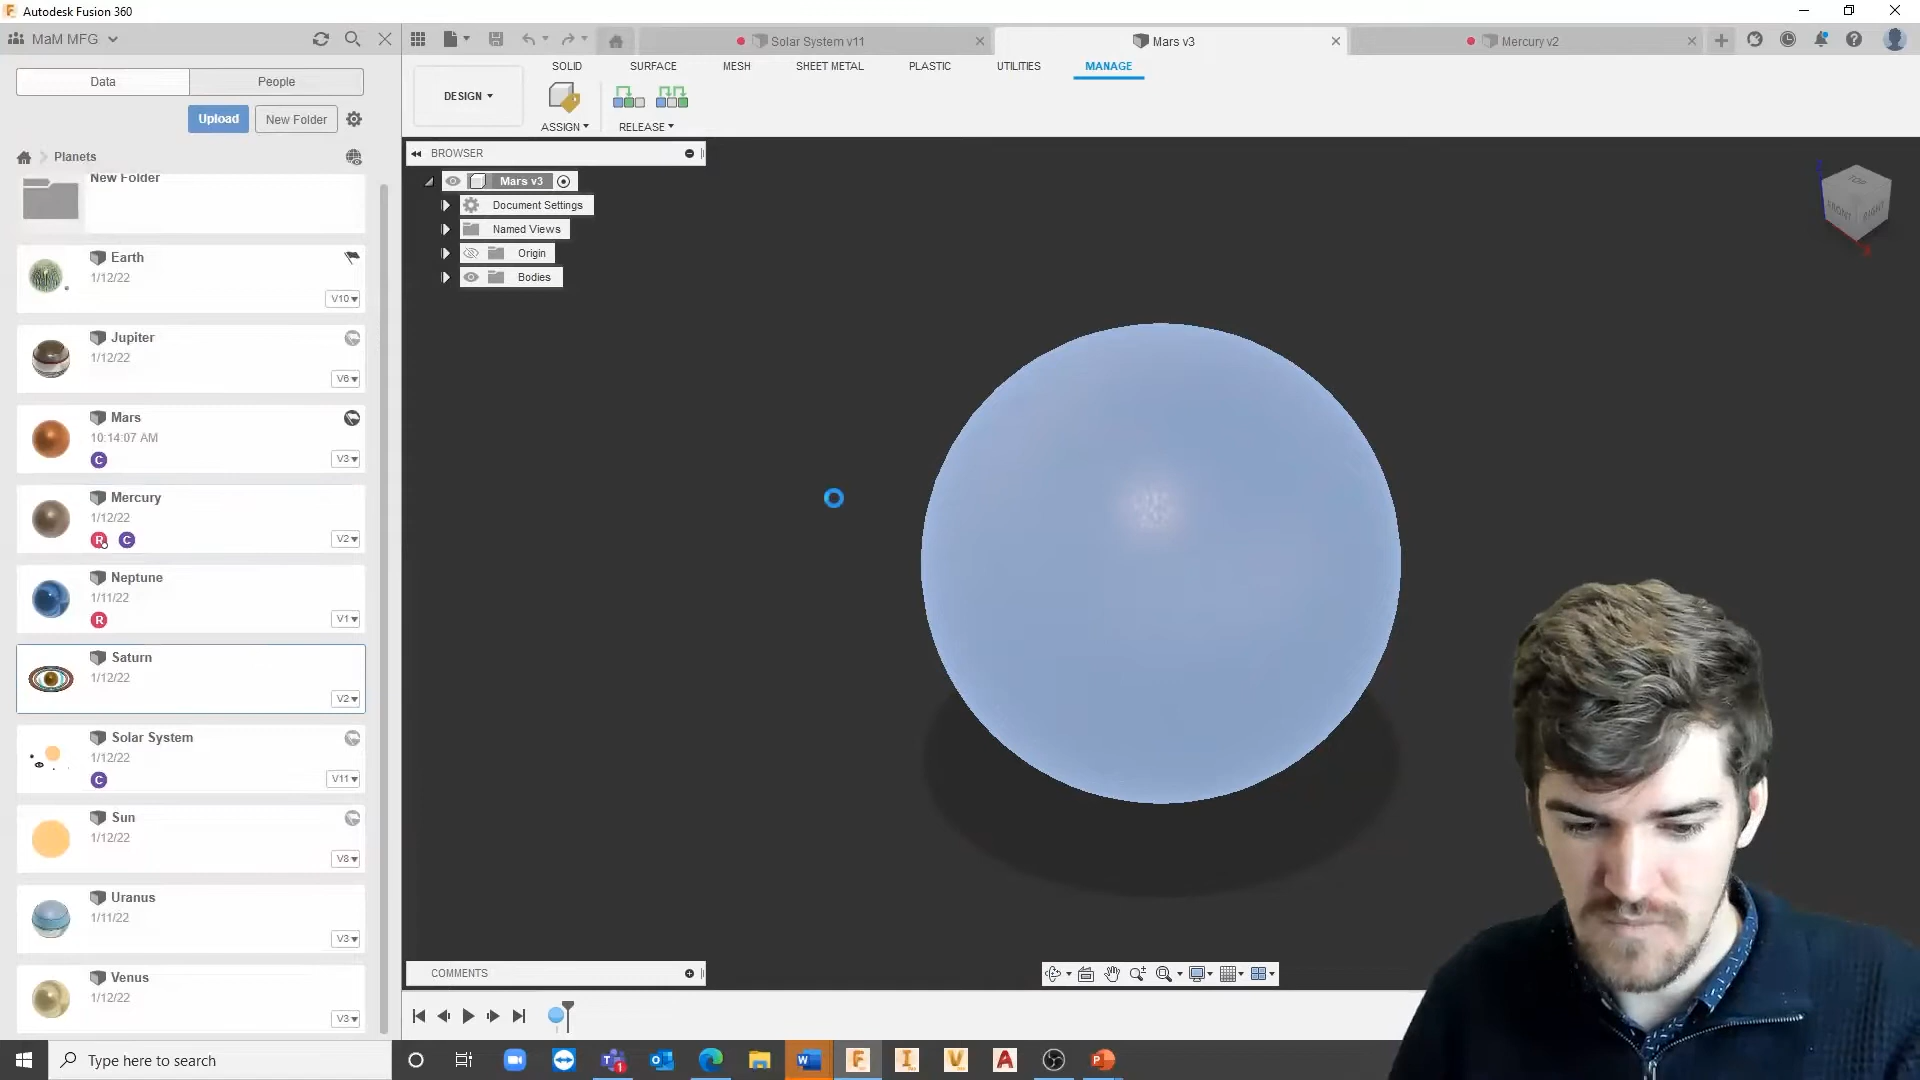 Autodesk Fusion 360
MaM MFG
Solar System v11
Mars v3
Mercury v2
Data
People
SOLID
SURFACE
MESH
SHEET METAL
PLASTIC
UTILITIES
MANAGE
DESIGN
ASSIGN
RELEASE
Upload
New Folder
Planets
BROWSER
Mars v3
Document Settings
Named Views
Origin
Bodies
TOP
FRONT
RIGHT
New Folder
Earth
1/12/22
V10
Jupiter
1/12/22
V6
Mars
10:14:07 AM
C
V3
Mercury
1/12/22
R C
V2
Neptune
1/11/22
R
V1
Saturn
1/12/22
V2
Solar System
1/12/22
C
V11
Sun
1/12/22
V8
Uranus
1/11/22
V3
Venus
1/12/22
V3
COMMENTS
Type here to search